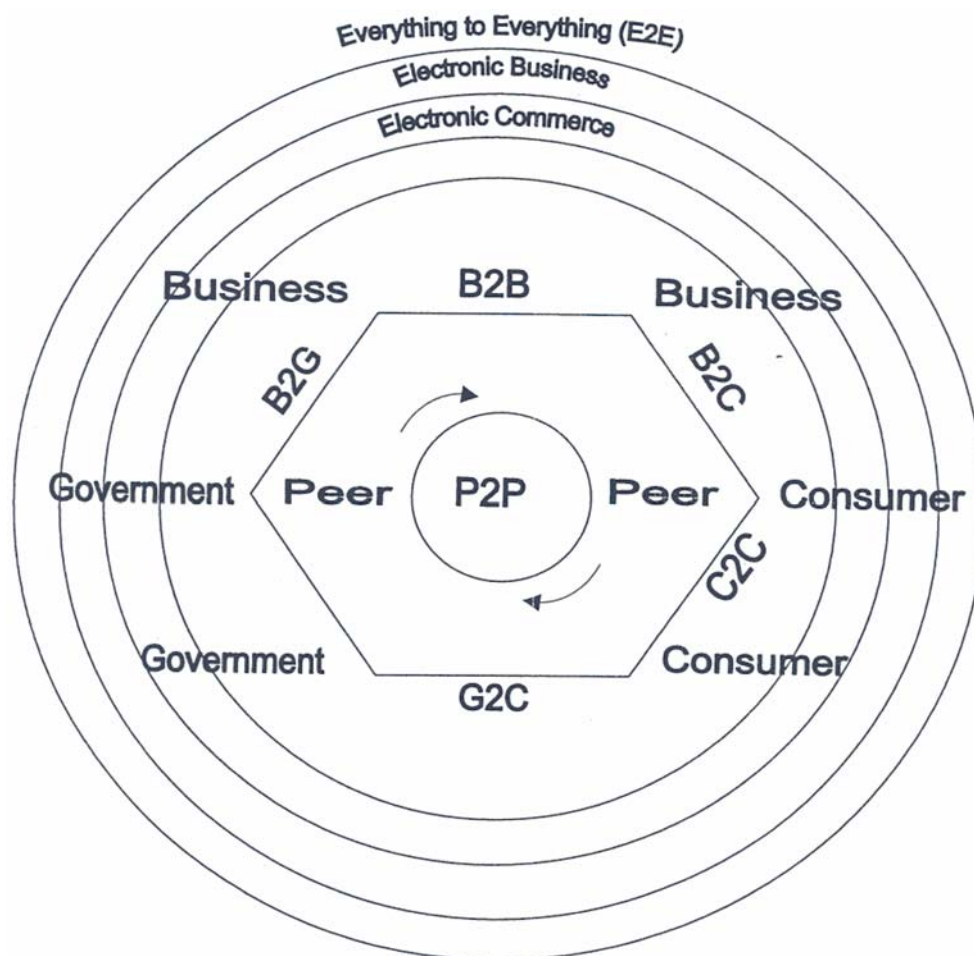 Everything to Everything (E2E)
Electronic Business
Electronic Commerce
Business B2B Business
B2G B2C
Government Peer P2P Peer Consumer
C2C
Government Consumer
G2C